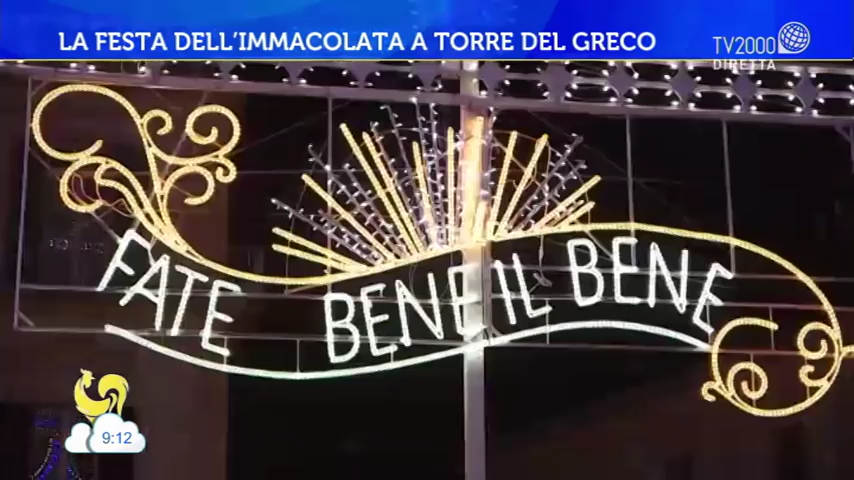 LA FESTA DELL'IMMACOLATA A TORRE DEL GRECO
TV2000
DIRETTA
FATE BENE IL BENE
9:12